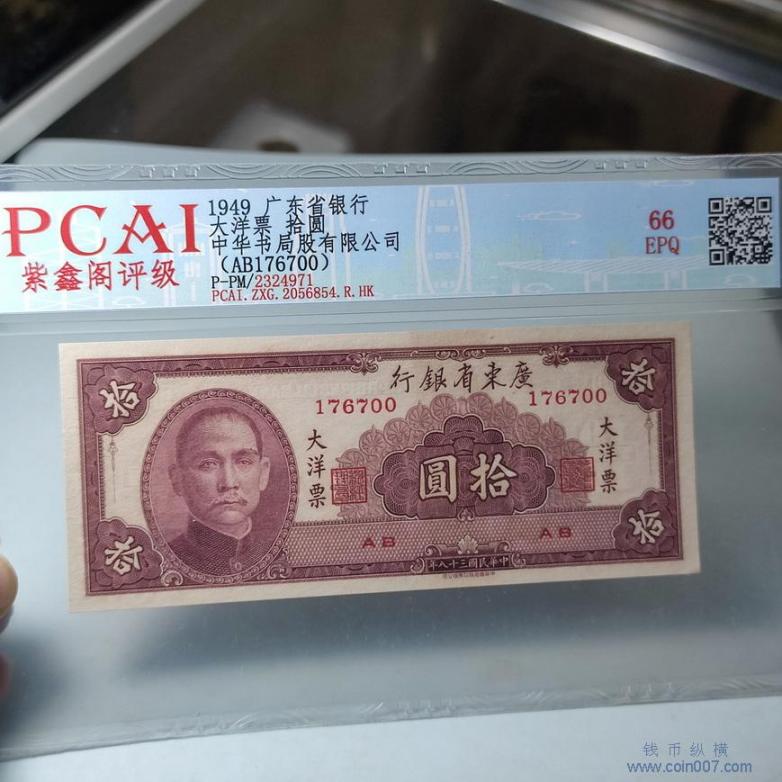 PCAI
紫鑫阁评级
1949 广东省银行
大洋票 拾圆
中华书局股有限公司
(AB176700)
P-PM/2324971
PCAI.ZXG.2056854.R.HK
66
EPQ
行銀省東廣
176700 176700
拾 拾
大洋票 圓拾 大洋票
AB AB
拾 拾
年八十三國民華中
钱币纵横
www.coin007.com